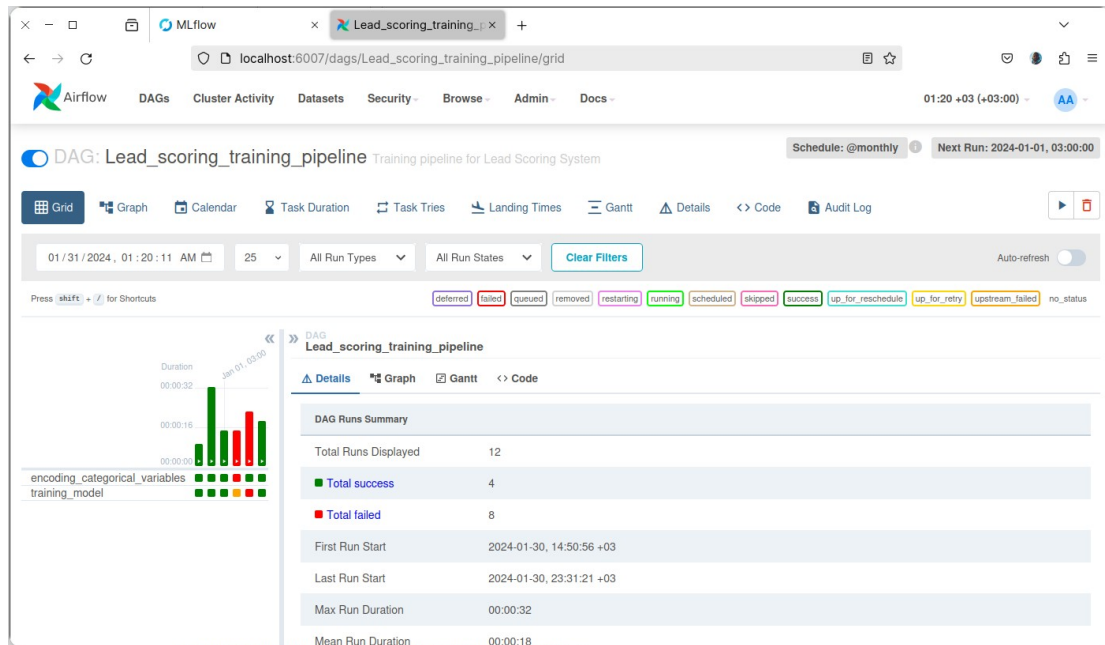 MLflow
Lead_scoring_training_p
localhost:6007/dags/Lead_scoring_training_pipeline/grid
Airflow DAGs Cluster Activity Datasets Security Browse Admin Docs 01:20 +03 (+03:00) AA
DAG: Lead_scoring_training_pipeline Training pipeline for Lead Scoring System
Schedule: @monthly Next Run: 2024-01-01, 03:00:00
Grid Graph Calendar Task Duration Task Tries Landing Times Gantt Details <> Code Audit Log
01/31/2024, 01:20:11 AM 25 All Run Types All Run States Clear Filters Auto-refresh
Press shift + / for Shortcuts
deferred failed queued removed restarting running scheduled skipped success up_for_reschedule up_for_retry upstream_failed no_status
Duration
Jan 01, 03:00
00:00:32
00:00:16
00:00:00
encoding_categorical_variables
training_model
DAG
Lead_scoring_training_pipeline
Details Graph Gantt <> Code
DAG Runs Summary
Total Runs Displayed 12
Total success 4
Total failed 8
First Run Start 2024-01-30, 14:50:56 +03
Last Run Start 2024-01-30, 23:31:21 +03
Max Run Duration 00:00:32
Mean Run Duration 00:00:18